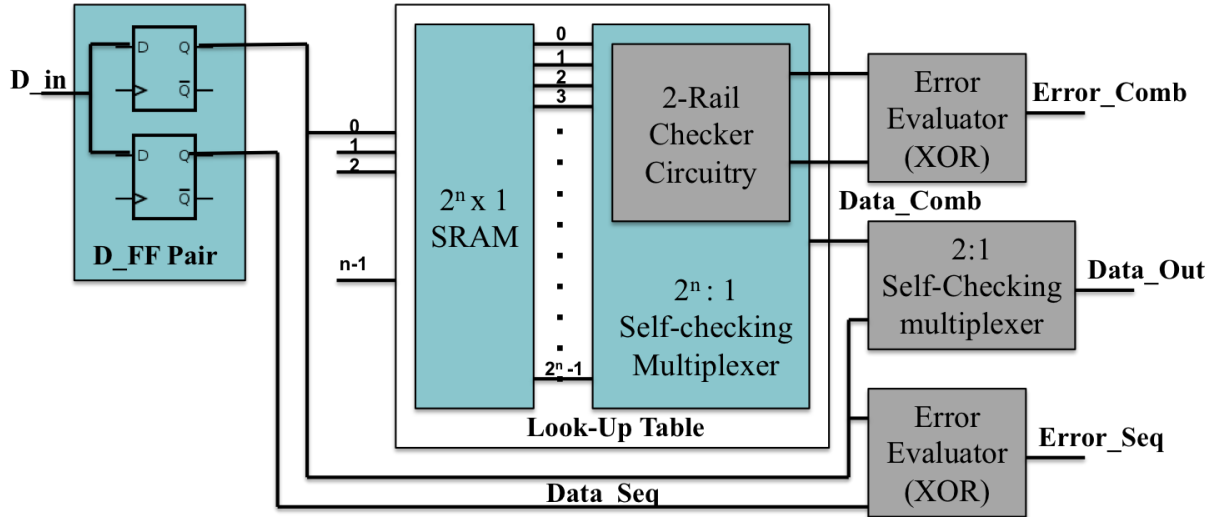 D_in
D
Q
Q
D
Q
Q
D_FF Pair
0
1
2
n-1
2ⁿ x 1
SRAM
0
1
2
3
2ⁿ -1
2-Rail
Checker
Circuitry
2ⁿ : 1
Self-checking
Multiplexer
Look-Up Table
Error
Evaluator
(XOR)
Error_Comb
Data_Comb
2:1
Self-Checking
multiplexer
Data_Out
Error
Evaluator
(XOR)
Error_Seq
Data_Seq